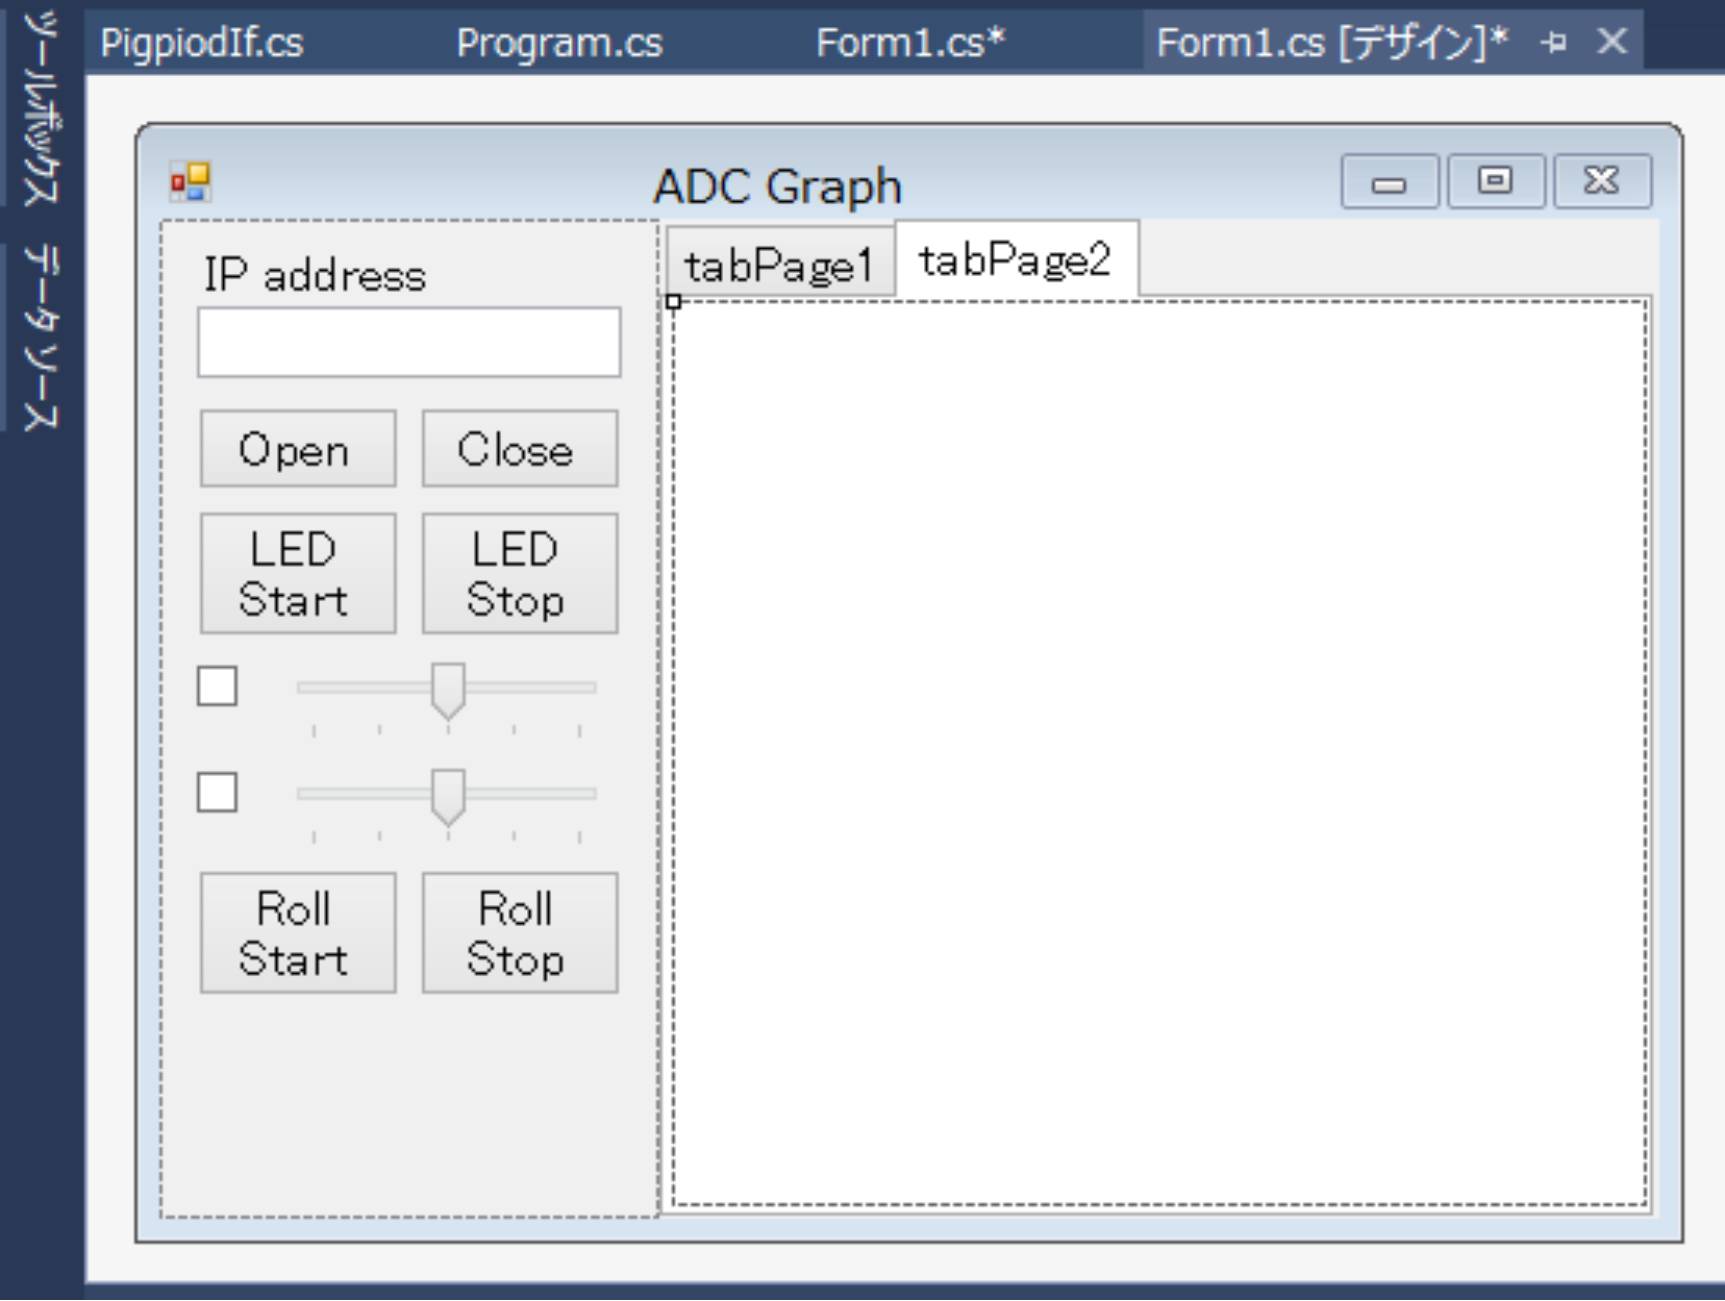 PigpiodIf.cs
Program.cs
Form1.cs*
Form1.cs [デザイン]*
ツールボックス
データ ソース
ADC Graph
IP address
tabPage1
tabPage2
Open
Close
LED
Start
LED
Stop
Roll
Start
Roll
Stop